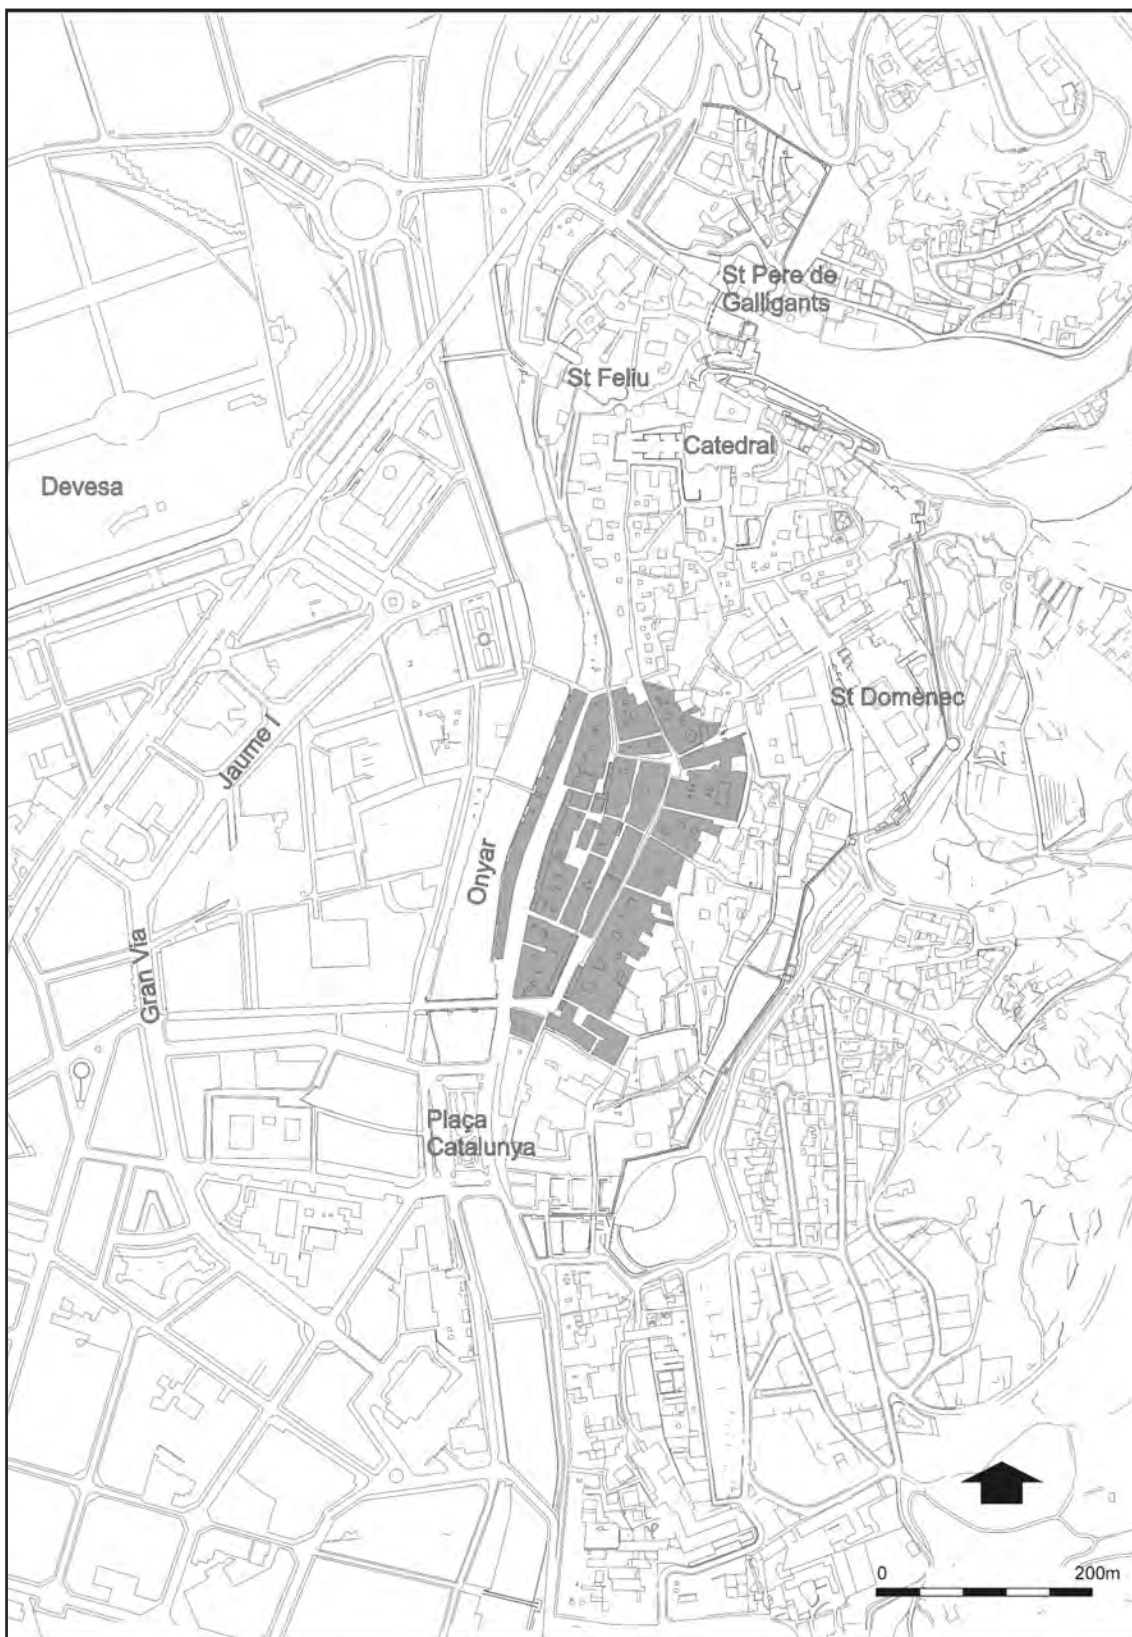 St Pere de
Galligants
St Feliu
Catedral
Devesa
St Domènec
Jaume I
Onyar
Gran Via
Plaça
Catalunya
0 200m